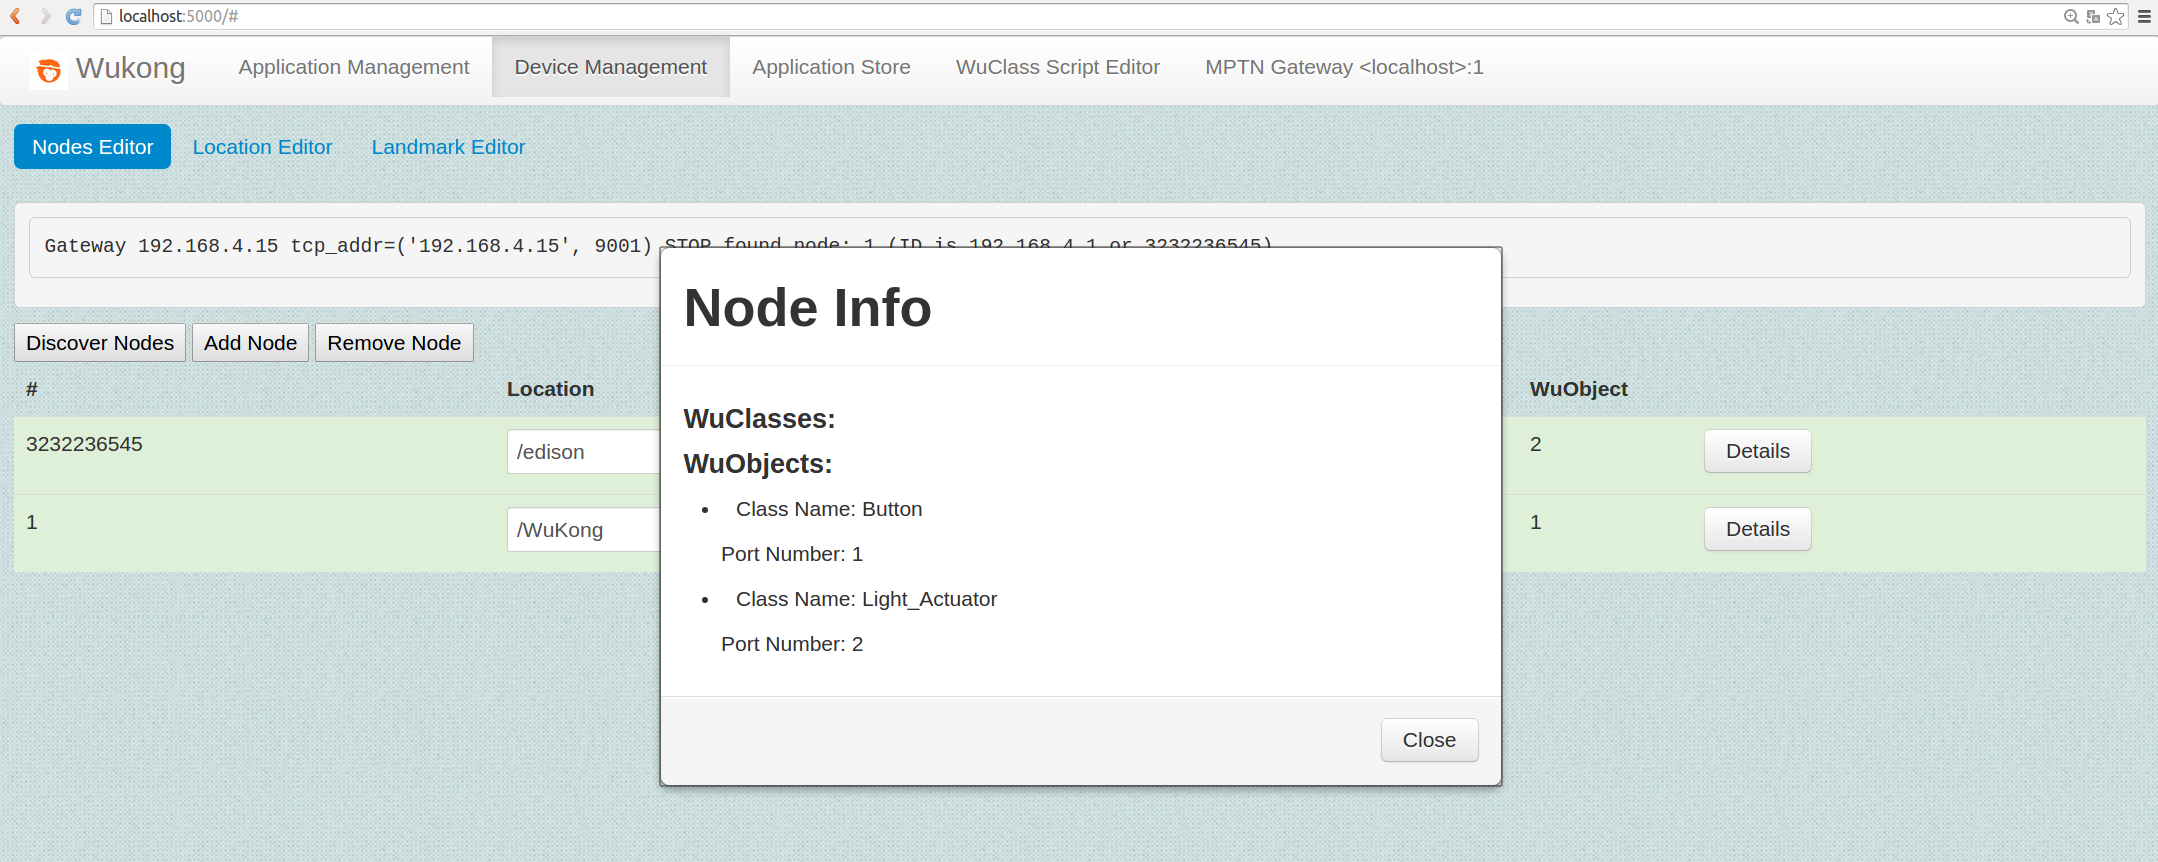 localhost:5000/#
Wukong Application Management Device Management Application Store WuClass Script Editor MPTN Gateway <localhost>:1
Nodes Editor Location Editor Landmark Editor
Gateway 192.168.4.15 tcp_addr=('192.168.4.15', 9001) STOP found node: 1 (ID is 192.168.4.1 or 3232236545)
Node Info
Discover Nodes Add Node Remove Node
# Location WuObject
WuClasses:
3232236545 /edison 2 Details
WuObjects:
• Class Name: Button
1 /WuKong 1 Details
Port Number: 1
• Class Name: Light_Actuator
Port Number: 2
Close